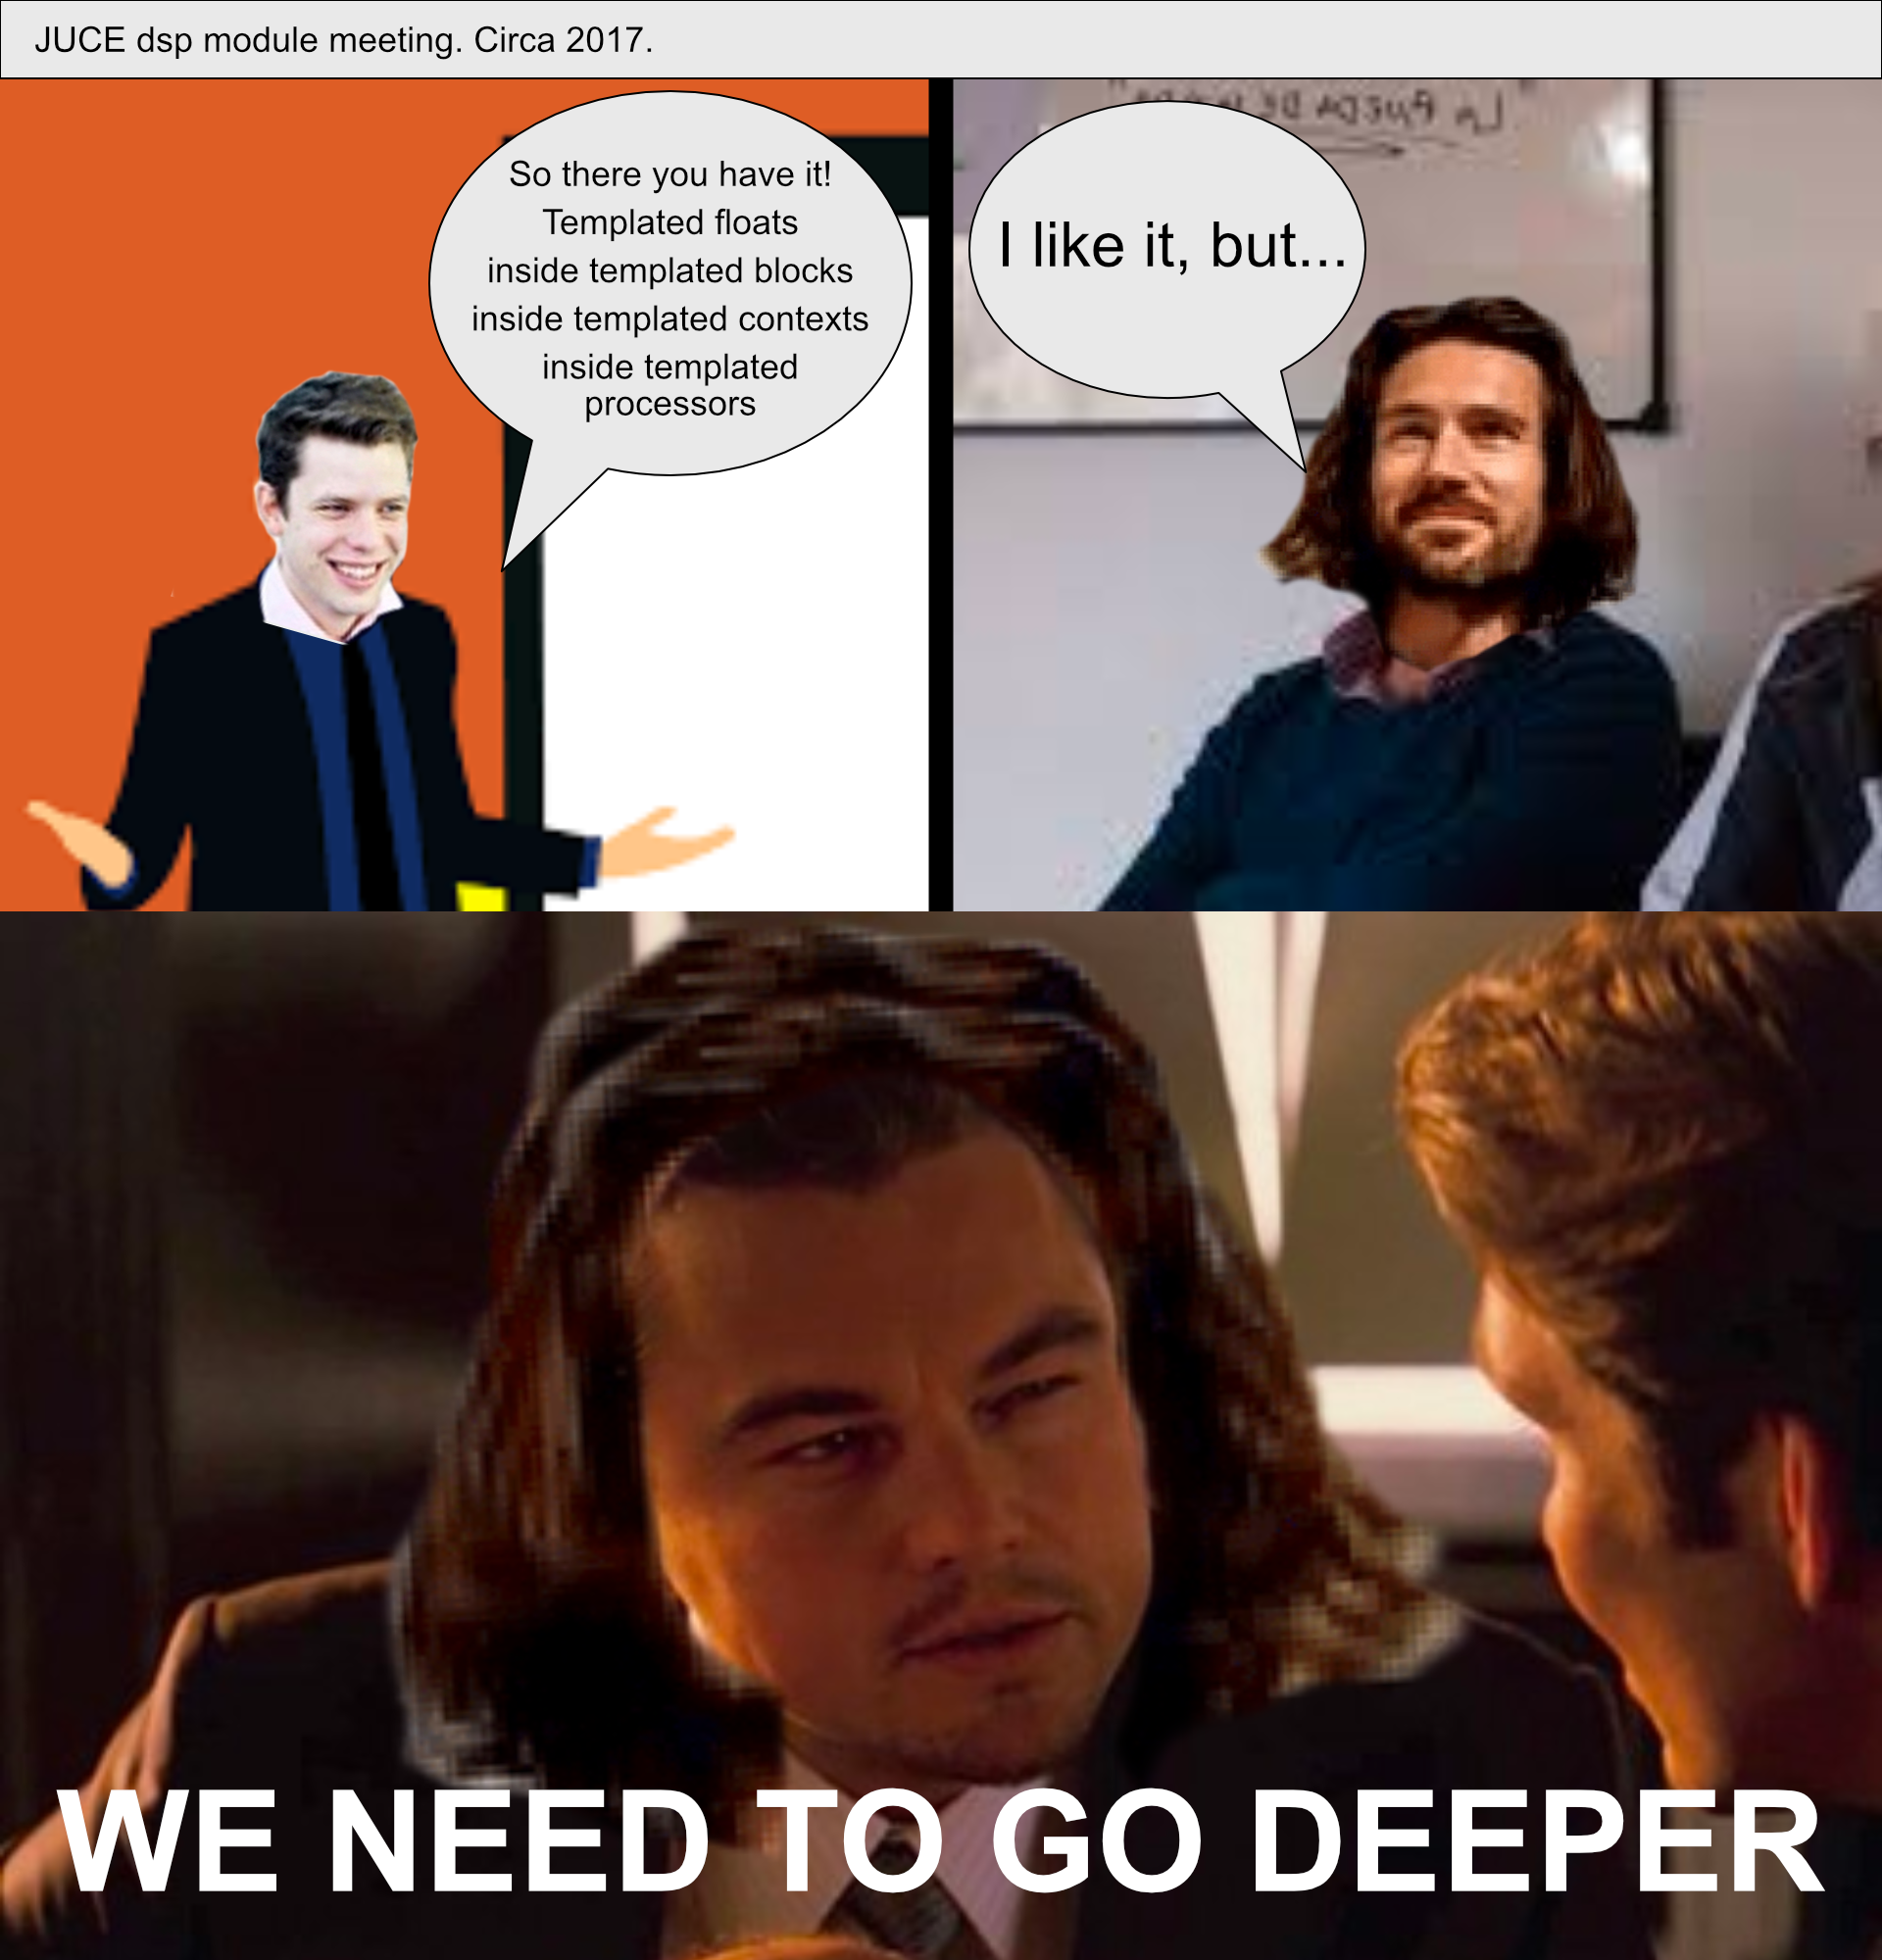 JUCE dsp module meeting. Circa 2017.
So there you have it!
Templated floats
inside templated blocks
inside templated contexts
inside templated
processors
I like it, but...
WE NEED TO GO DEEPER